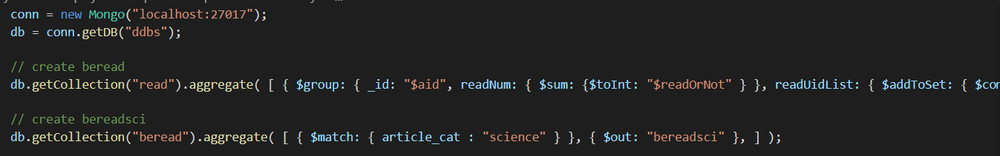 conn = new Mongo("localhost:27017");
db = conn.getDB("ddbs");
// create beread
db.getCollection("read").aggregate( [ { $group: { _id: "$aid", readNum: { $sum: {$toInt: "$readOrNot" } }, readUidList: { $addToSet: { $con
// create bereadsci
db.getCollection("beread").aggregate( [ { $match: { article_cat : "science" } }, { $out: "bereadsci" }, ] );